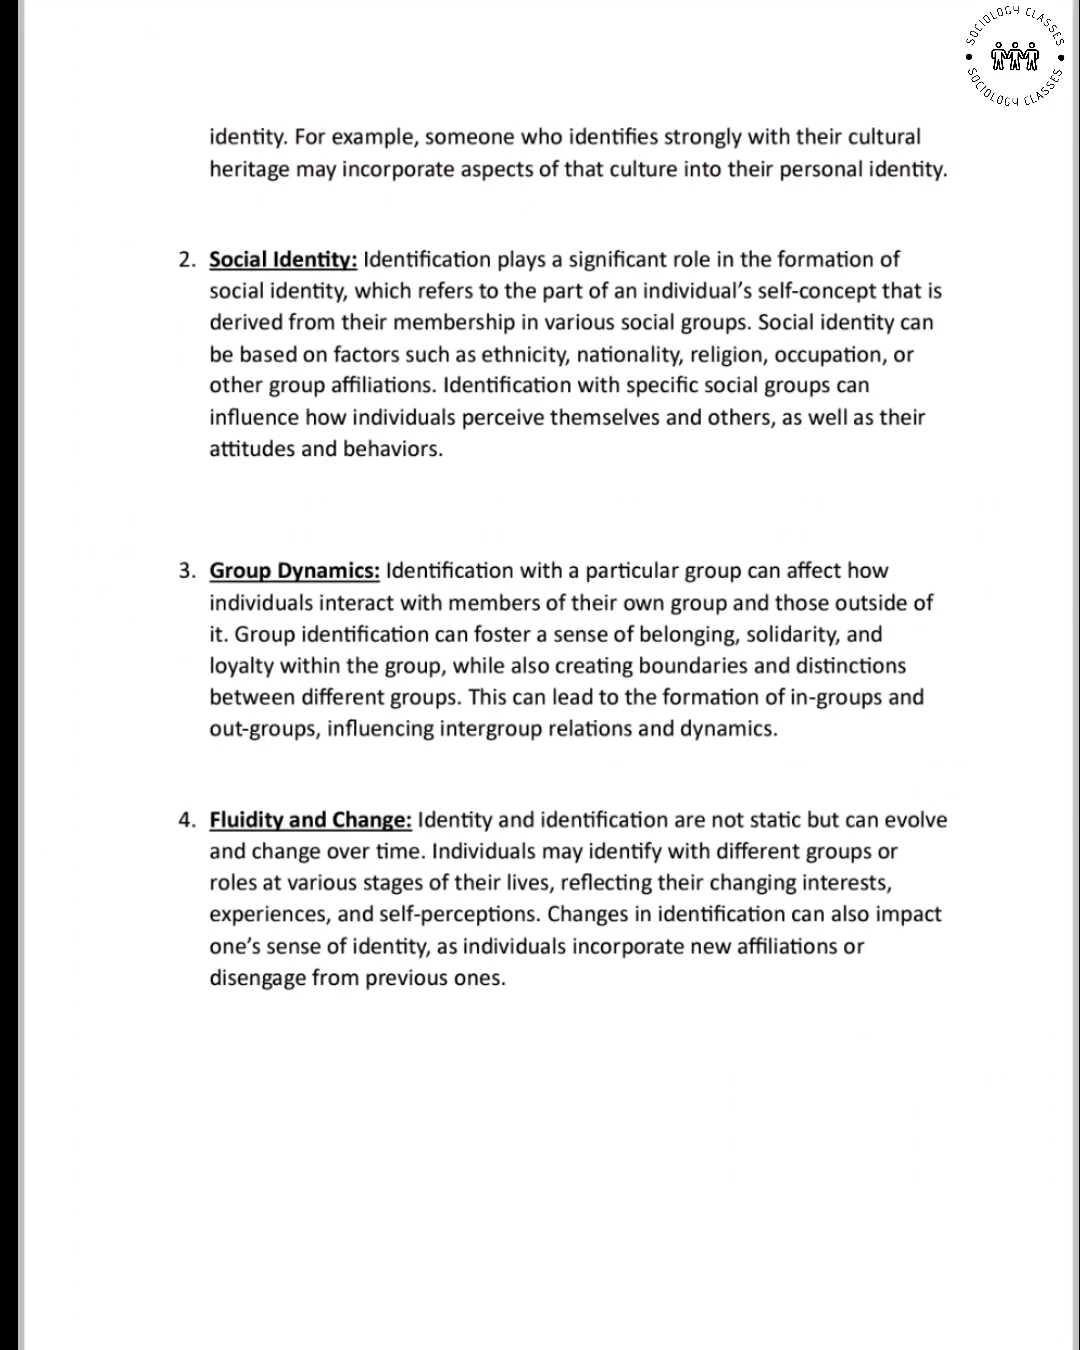 SOCIOLOGY CLASSES
SOCIOLOGY CLASSES
identity. For example, someone who identifies strongly with their cultural
heritage may incorporate aspects of that culture into their personal identity.
2. Social Identity: Identification plays a significant role in the formation of
social identity, which refers to the part of an individual’s self-concept that is
derived from their membership in various social groups. Social identity can
be based on factors such as ethnicity, nationality, religion, occupation, or
other group affiliations. Identification with specific social groups can
influence how individuals perceive themselves and others, as well as their
attitudes and behaviors.
3. Group Dynamics: Identification with a particular group can affect how
individuals interact with members of their own group and those outside of
it. Group identification can foster a sense of belonging, solidarity, and
loyalty within the group, while also creating boundaries and distinctions
between different groups. This can lead to the formation of in-groups and
out-groups, influencing intergroup relations and dynamics.
4. Fluidity and Change: Identity and identification are not static but can evolve
and change over time. Individuals may identify with different groups or
roles at various stages of their lives, reflecting their changing interests,
experiences, and self-perceptions. Changes in identification can also impact
one’s sense of identity, as individuals incorporate new affiliations or
disengage from previous ones.